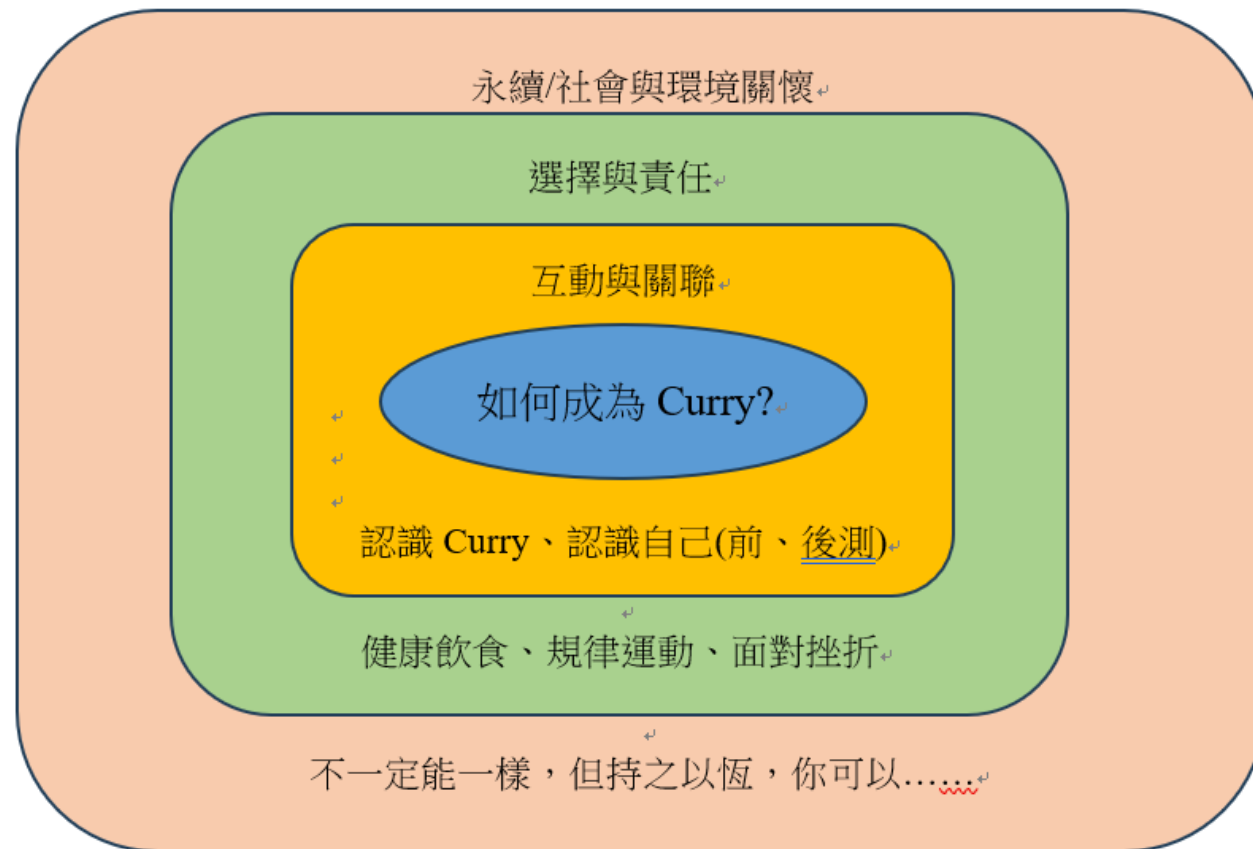 永續/社會與環境關懷
選擇與責任
互動與關聯
如何成為 Curry?
認識 Curry、認識自己(前、後測)
健康飲食、規律運動、面對挫折
不一定能一樣，但持之以恆，你可以……